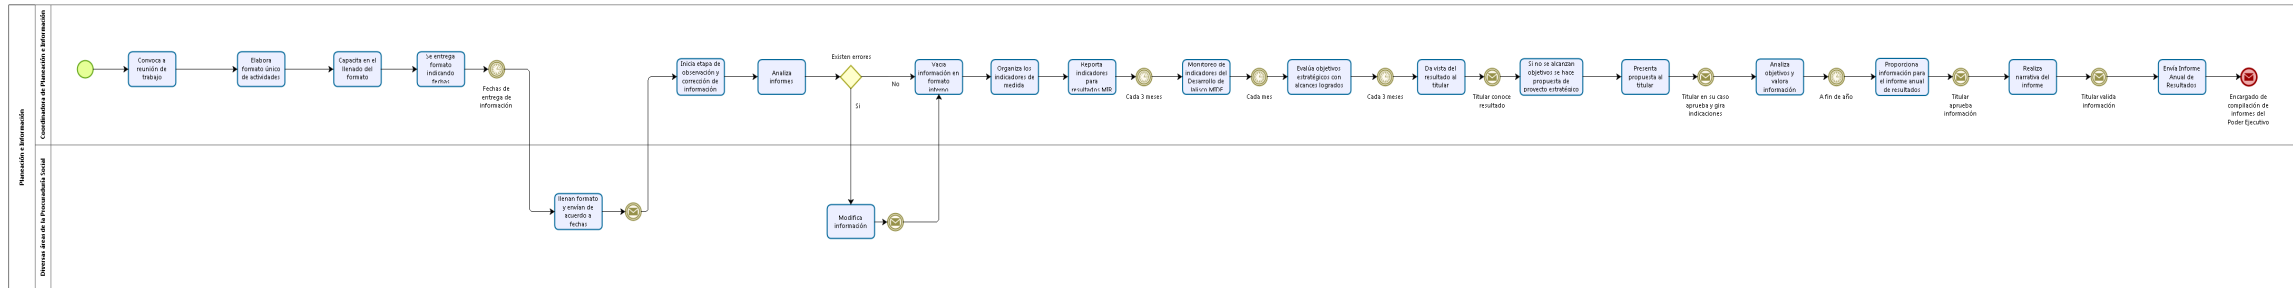 Planeación e Información
Coordinadora de Planeación e Información
Convoca a
reunión de
trabajo
Elabora
formato único
de actividades
Capacita en el
llenado del
formato
Se entrega
formato
indicando
fechas
Fechas de
entrega de
información
Inicia etapa de
observación y
corrección de
información
Analiza
informes
Existen errores
No
Si
Vacía
información en
formato
interno
Organiza los
indicadores de
medida
Reporta
indicadores
para
resultados MIR
Cada 3 meses
Monitoreo de
indicadores del
Desarrollo de
Jalisco MIDE
Cada mes
Evalúa objetivos
estratégicos con
alcances logrados
Cada 3 meses
Da vista del
resultado al
titular
Titular conoce
resultado
Si no se alcanzan
objetivos se hace
propuesta de
proyecto estratégico
Presenta
propuesta al
titular
Titular en su caso
aprueba y gira
indicaciones
Analiza
objetivos y
valora
información
A fin de año
Proporciona
información para
el informe anual
de resultados
Titular
aprueba
información
Realiza
narrativa del
informe
Titular valida
información
Envía Informe
Anual de
Resultados
Encargado de
compilación de
informes del
Poder Ejecutivo
Diversas áreas de la Procuraduría Social
llenan formato
y envían de
acuerdo a
fechas
Modifica
información